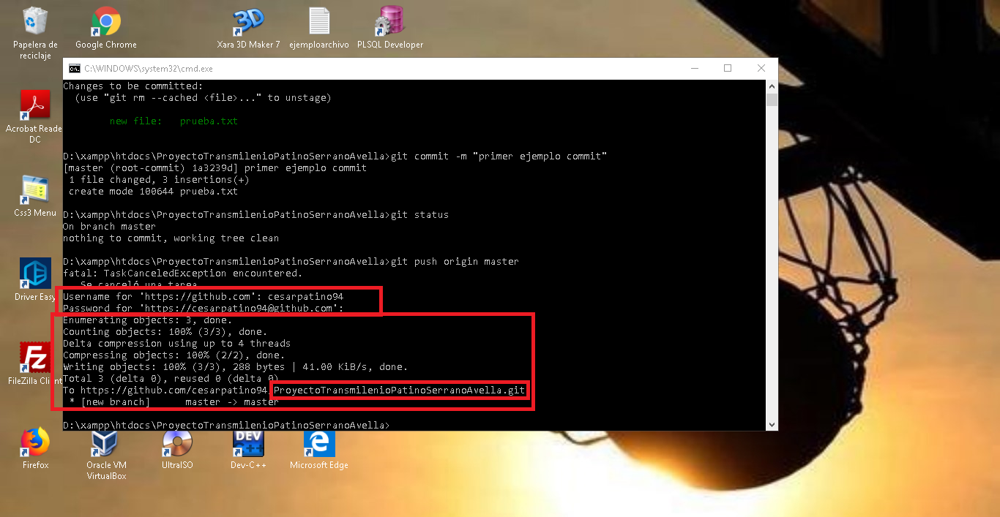 Papelera de
reciclaje
Google Chrome
Xara 3D Maker 7
ejemploarchivo
PLSQL Developer
C:\WINDOWS\system32\cmd.exe
Changes to be committed:
  (use "git rm --cached <file>..." to unstage)
        new file:   prueba.txt
D:\xampp\htdocs\ProyectoTransmilenioPatinoSerranoAvella>git commit -m "primer ejemplo commit"
[master (root-commit) 1a3239d] primer ejemplo commit
 1 file changed, 3 insertions(+)
 create mode 100644 prueba.txt
D:\xampp\htdocs\ProyectoTransmilenioPatinoSerranoAvella>git status
On branch master
nothing to commit, working tree clean
D:\xampp\htdocs\ProyectoTransmilenioPatinoSerranoAvella>git push origin master
fatal: TaskCanceledException encountered.
   Se canceló una tarea
Username for 'https://github.com': cesarpatino94
Password for 'https://cesarpatino94@github.com':
Enumerating objects: 3, done.
Counting objects: 100% (3/3), done.
Delta compression using up to 4 threads
Compressing objects: 100% (2/2), done.
Writing objects: 100% (3/3), 288 bytes | 41.00 KiB/s, done.
Total 3 (delta 0), reused 0 (delta 0)
To https://github.com/cesarpatino94/ProyectoTransmilenioPatinoSerranoAvella.git
 * [new branch]      master -> master
D:\xampp\htdocs\ProyectoTransmilenioPatinoSerranoAvella>
Acrobat Reade
DC
Css3 Menu
Driver Easy
Fz
FileZilla Client
Firefox
Oracle VM
VirtualBox
UltraISO
DEV
C++
Dev-C++
Microsoft Edge